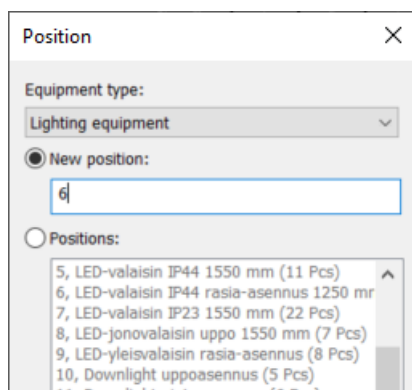 Position
Equipment type:
Lighting equipment
New position:
6
Positions:
5, LED-valaisin IP44 1550 mm (11 Pcs)
6, LED-valaisin IP44 rasia-asennus 1250 mr
7, LED-valaisin IP23 1550 mm (22 Pcs)
8, LED-jonovalaisin uppo 1550 mm (7 Pcs)
9, LED-yleisvalaisin rasia-asennus (8 Pcs)
10, Downlight uppoasennus (5 Pcs)